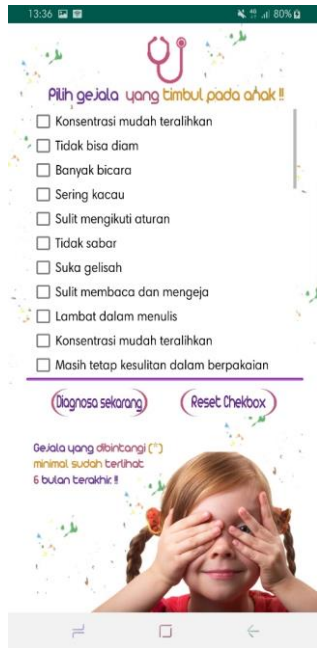 13:36
80%
Pilih gejala yang timbul pada anak !!
Konsentrasi mudah teralihkan
Tidak bisa diam
Banyak bicara
Sering kacau
Sulit mengikuti aturan
Tidak sabar
Suka gelisah
Sulit membaca dan mengeja
Lambat dalam menulis
Konsentrasi mudah teralihkan
Masih tetap kesulitan dalam berpakaian
Diagnosa sekarang
Reset Chekbox
Gejala yang dibintangi (*)
minimal sudah terlihat
6 bulan terakhir !!